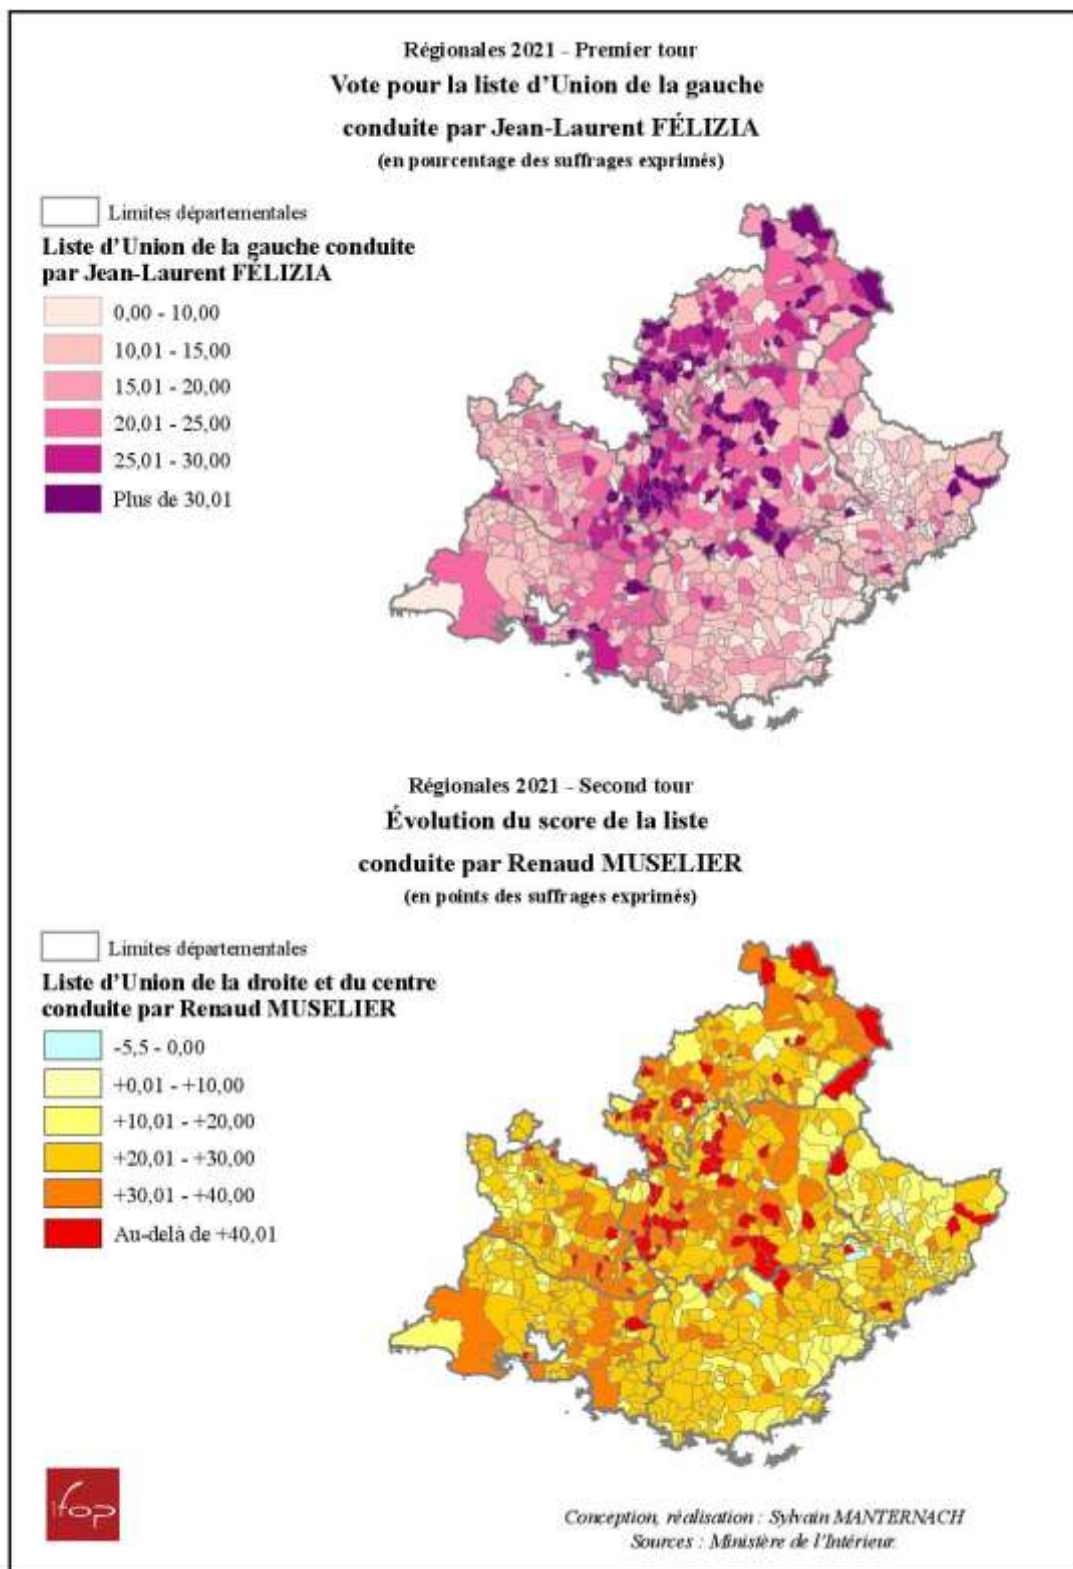 Régionales 2021 - Premier tour
Vote pour la liste d'Union de la gauche
conduite par Jean-Laurent FÉLIZIA
(en pourcentage des suffrages exprimés)
Limites départementales
Liste d'Union de la gauche conduite
par Jean-Laurent FÉLIZIA
0,00 - 10,00
10,01 - 15,00
15,01 - 20,00
20,01 - 25,00
25,01 - 30,00
Plus de 30,01
Régionales 2021 - Second tour
Évolution du score de la liste
conduite par Renaud MUSELIER
(en points des suffrages exprimés)
Limites départementales
Liste d'Union de la droite et du centre
conduite par Renaud MUSELIER
-5,5 - 0,00
+0,01 - +10,00
+10,01 - +20,00
+20,01 - +30,00
+30,01 - +40,00
Au-delà de +40,01
ifop
Conception, réalisation : Sylvain MANTERNACH
Sources : Ministère de l'Intérieur.